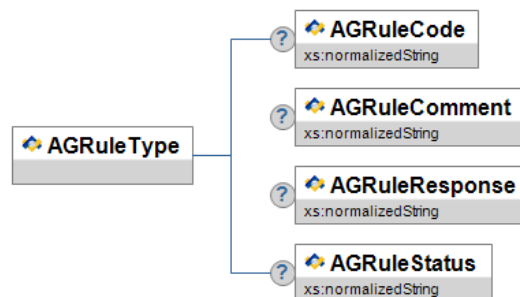 AGRuleCode
xs:normalizedString
?
AGRuleComment
xs:normalizedString
?
AGRuleType
AGRuleResponse
xs:normalizedString
?
AGRuleStatus
xs:normalizedString
?